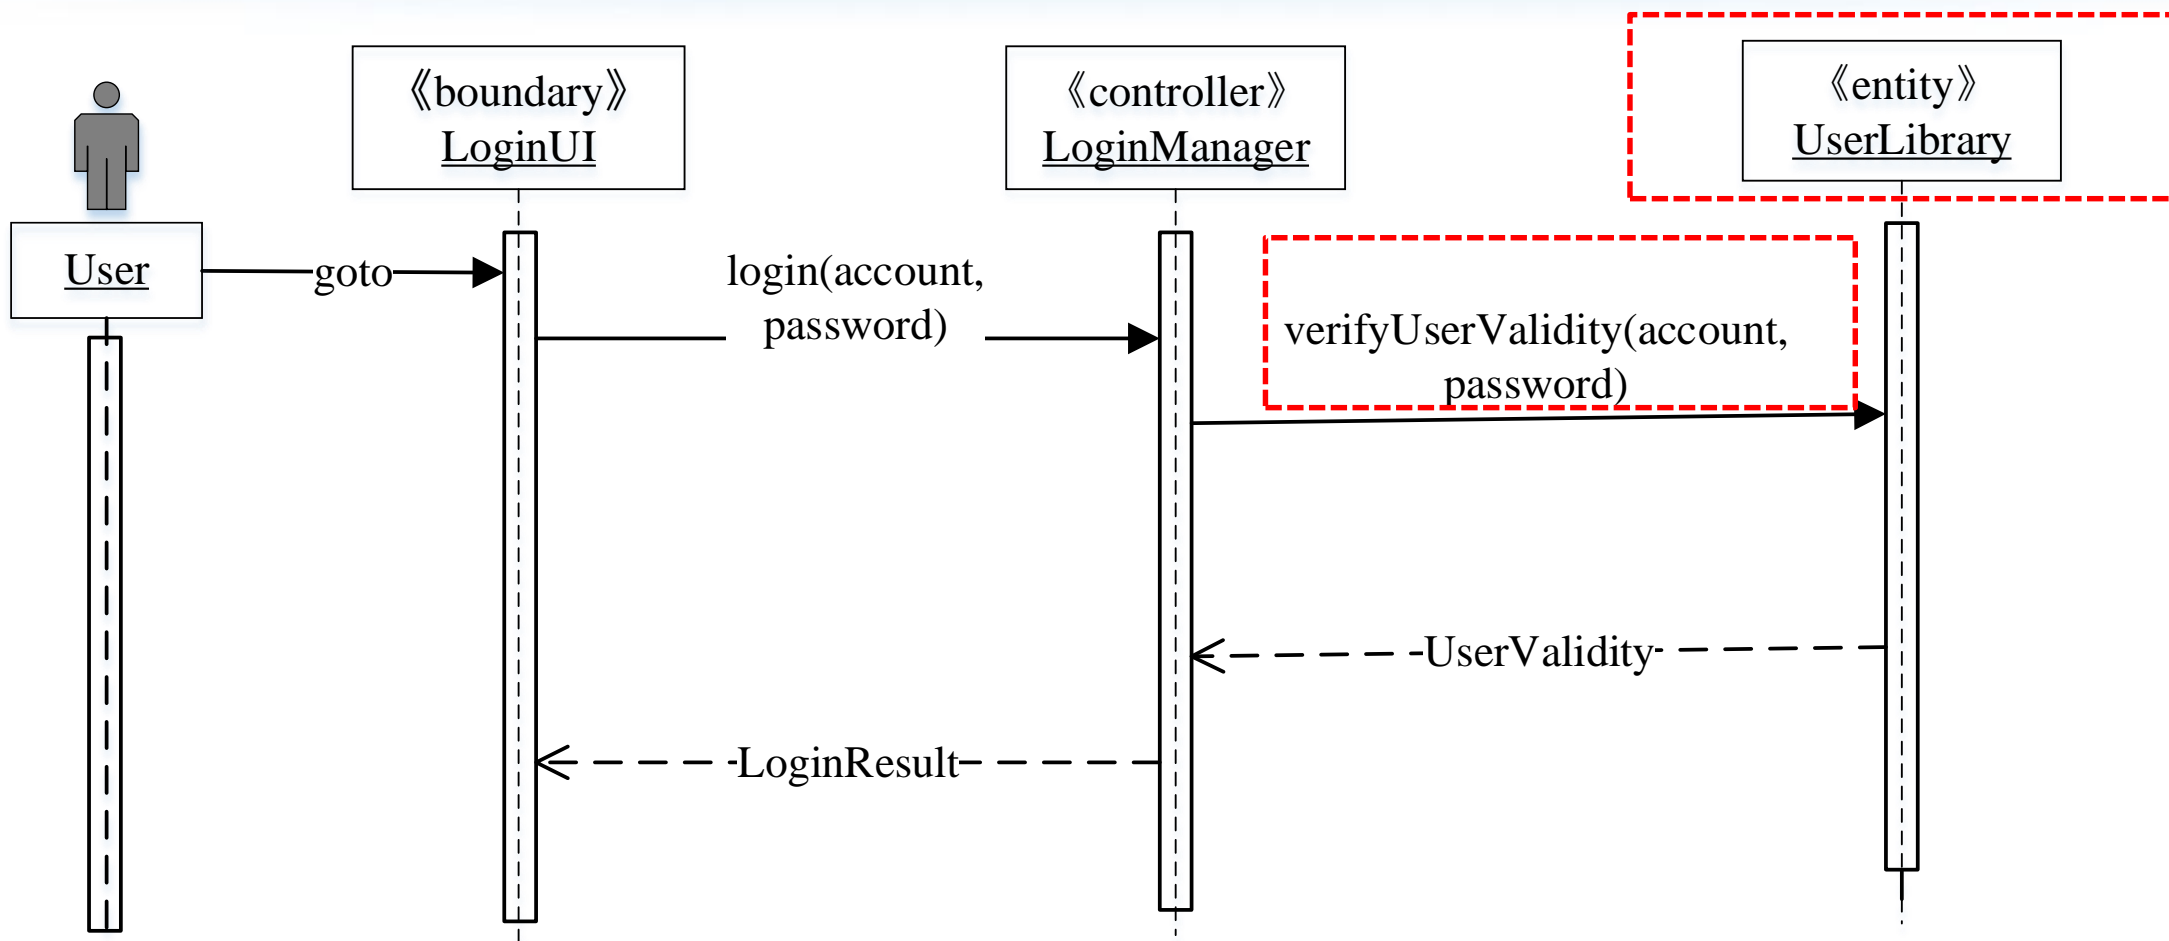 《boundary》
LoginUI
《controller》
LoginManager
《entity》
UserLibrary
User
goto
login(account,
password)
verifyUserValidity(account,
password)
UserValidity
LoginResult